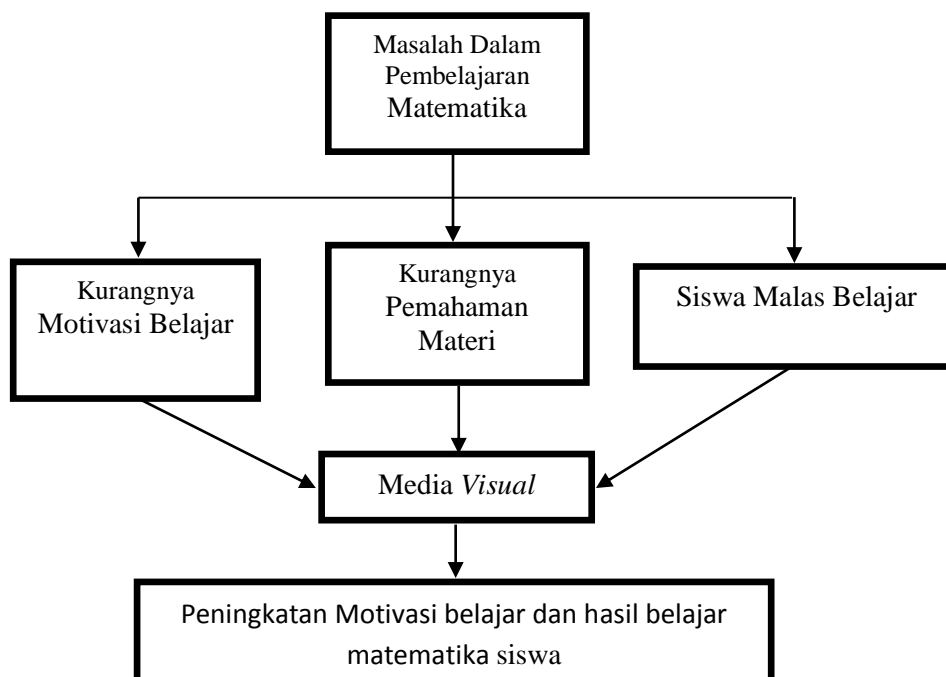 Masalah Dalam
Pembelajaran
Matematika
Kurangnya
Motivasi Belajar
Kurangnya
Pemahaman
Materi
Siswa Malas Belajar
Media Visual
Peningkatan Motivasi belajar dan hasil belajar
matematika siswa